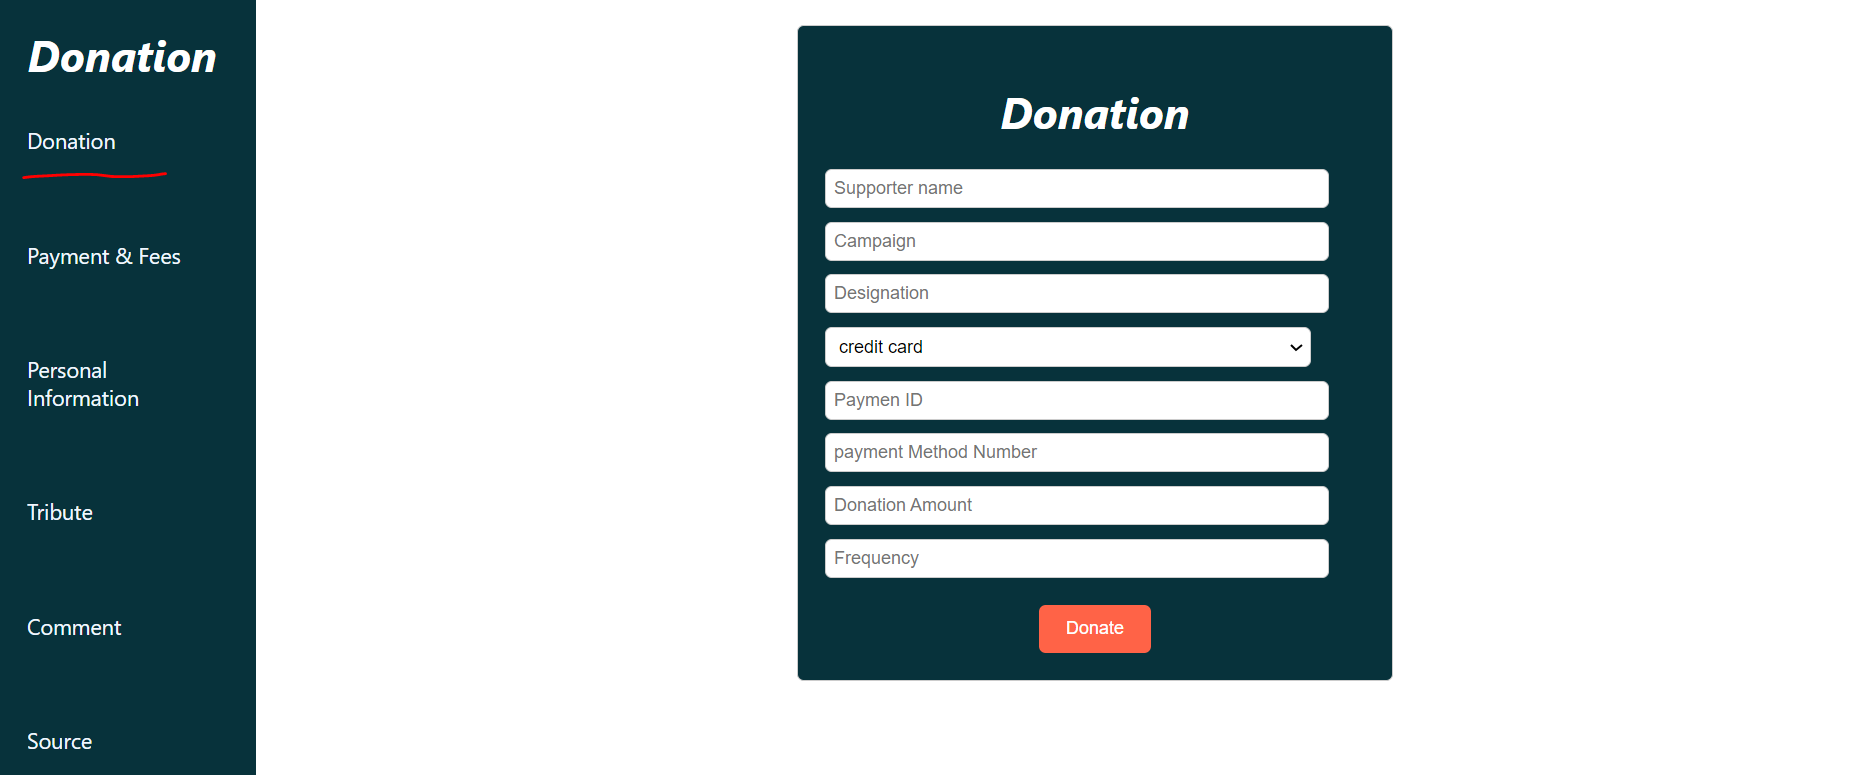 Donation
Donation
Payment & Fees
Personal
Information
Tribute
Comment
Source
Donation
Supporter name
Campaign
Designation
credit card
Paymen ID
payment Method Number
Donation Amount
Frequency
Donate